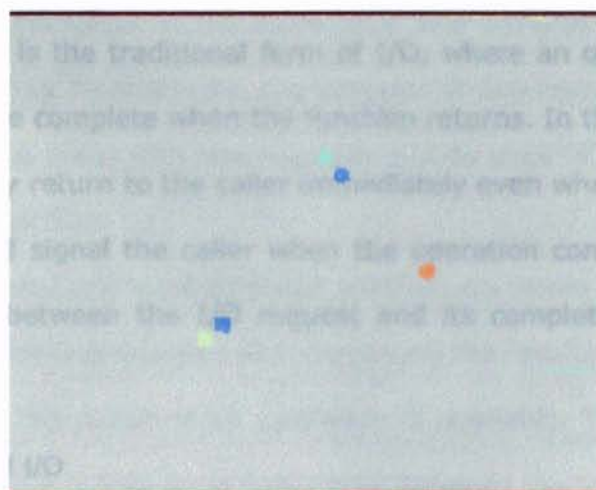 is the traditional form of I/O, where an o
e complete when the function returns. In t
y return to the caller immediately even wh
signal the caller when the operation con
between the I/O request and its complet
I/O